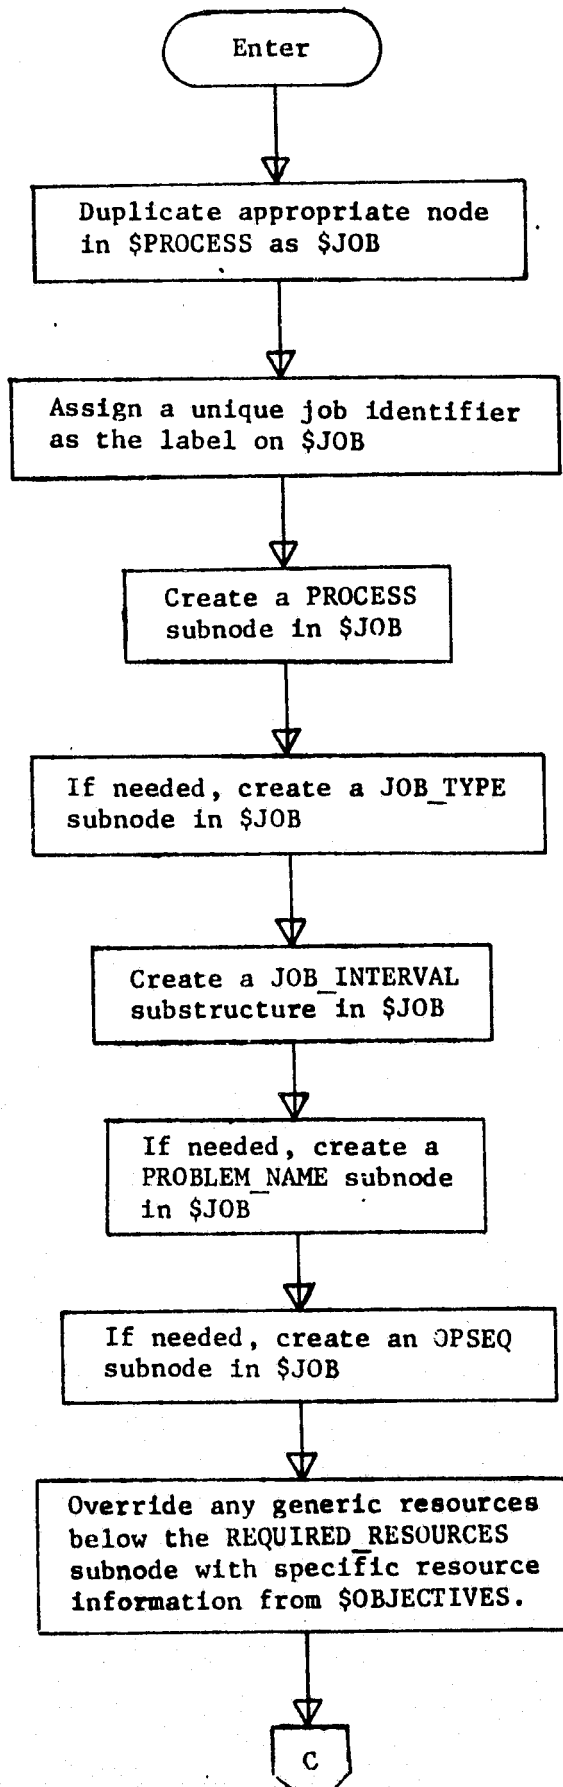 Enter
Duplicate appropriate node
in $PROCESS as $JOB
Assign a unique job identifier
as the label on $JOB
Create a PROCESS
subnode in $JOB
If needed, create a JOB_TYPE
subnode in $JOB
Create a JOB_INTERVAL
substructure in $JOB
If needed, create a
PROBLEM_NAME subnode
in $JOB
If needed, create an OPSEQ
subnode in $JOB
Override any generic resources
below the REQUIRED_RESOURCES
subnode with specific resource
information from $OBJECTIVES.
C